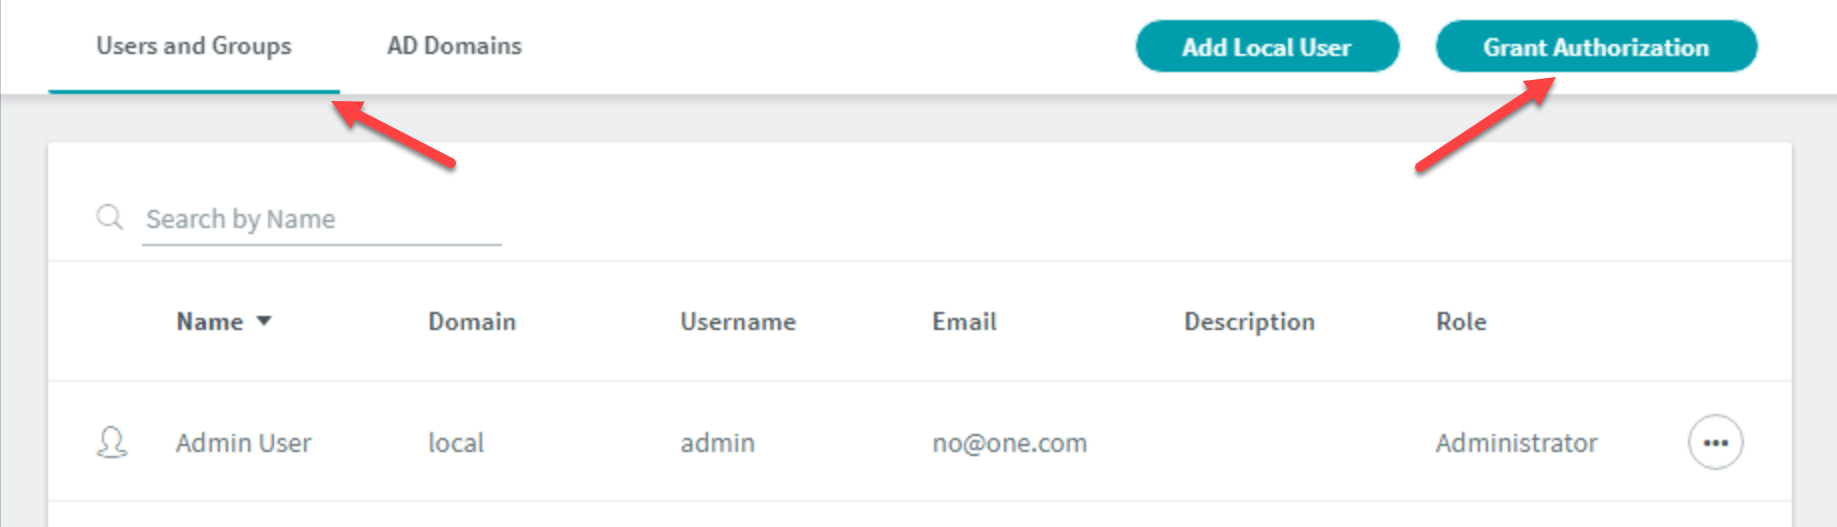 Users and Groups AD Domains Add Local User Grant Authorization
Search by Name
Name Domain Username Email Description Role
Admin User local admin no@one.com Administrator